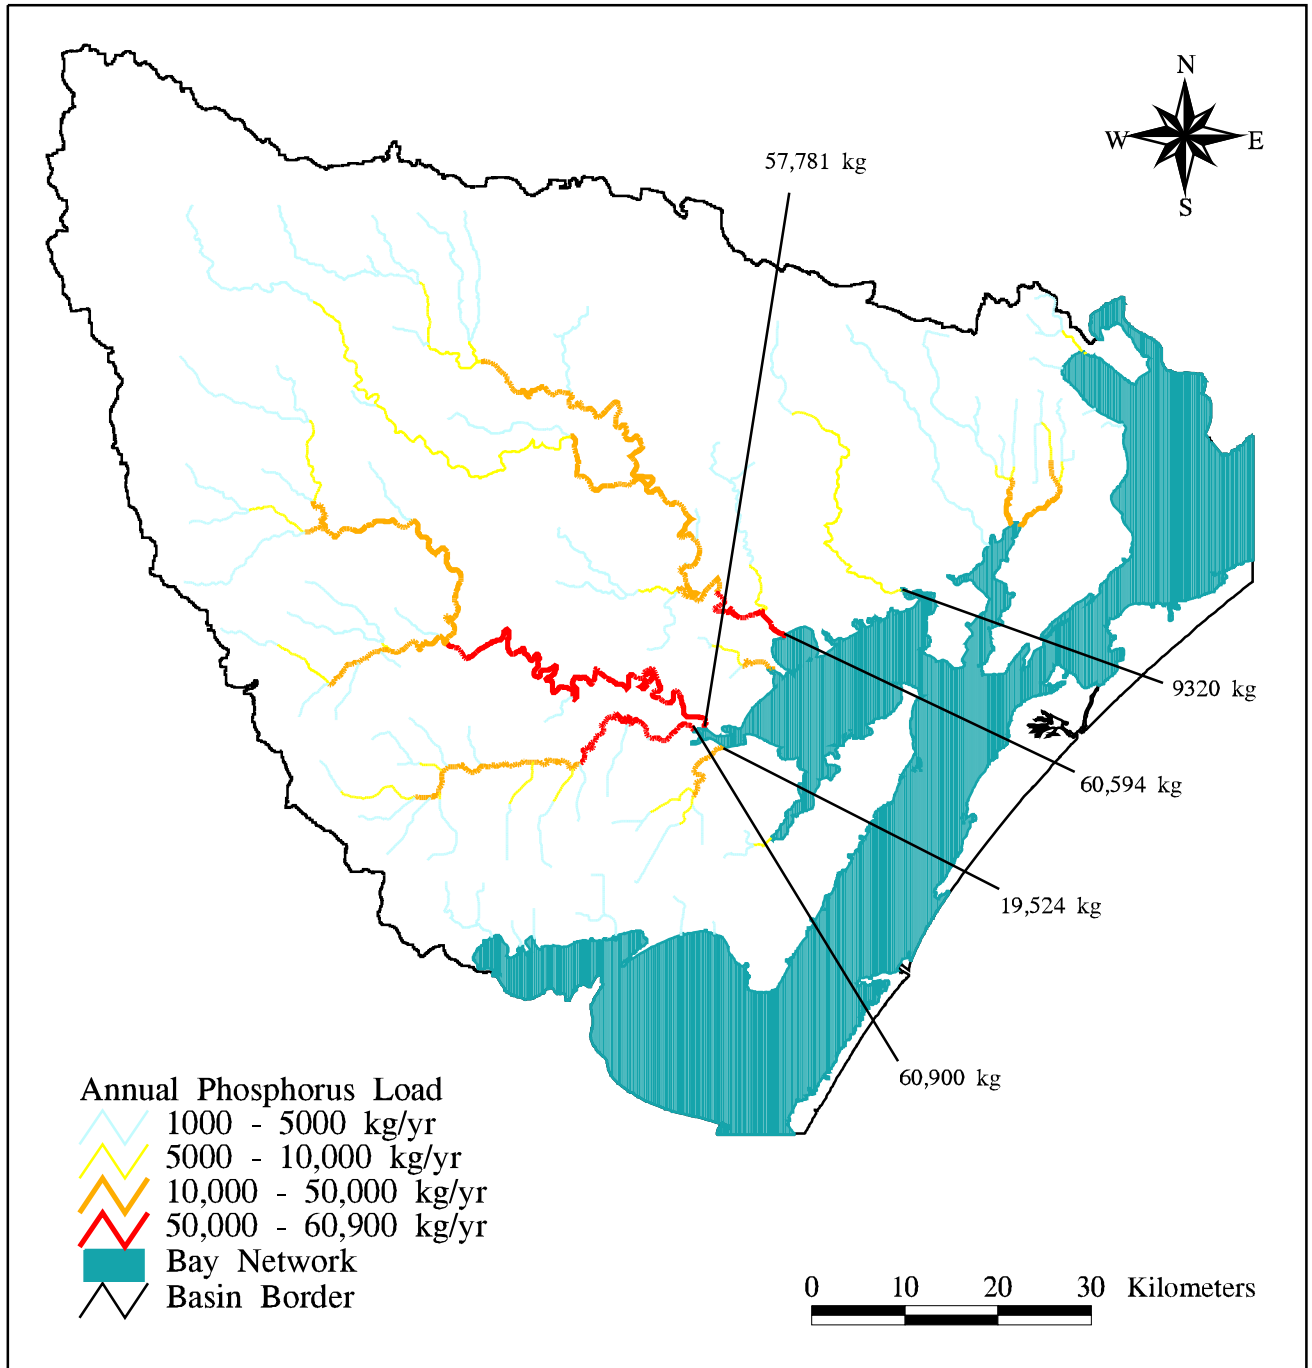 N
W E
S
57,781 kg
9320 kg
60,594 kg
19,524 kg
60,900 kg
Annual Phosphorus Load
1000 - 5000 kg/yr
5000 - 10,000 kg/yr
10,000 - 50,000 kg/yr
50,000 - 60,900 kg/yr
Bay Network
Basin Border
0 10 20 30 Kilometers